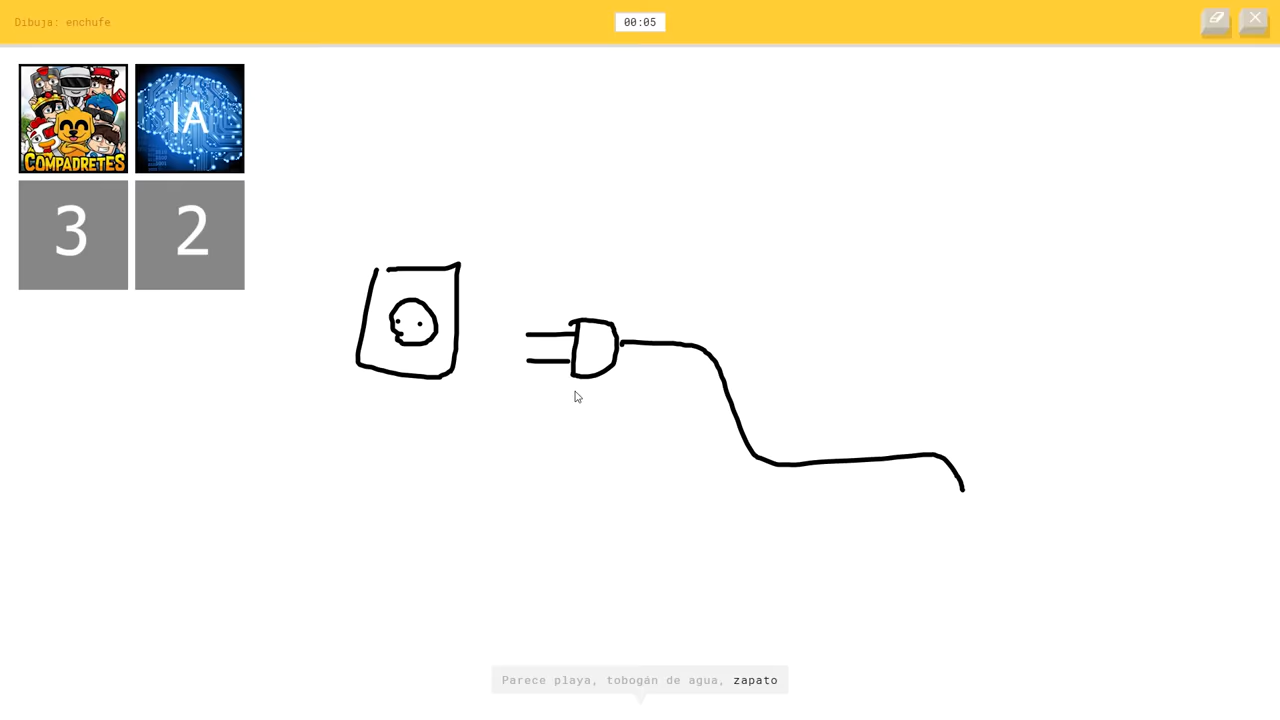 Dibuja: enchufe
00:05
COMPADRETES
IA
3
2
Parece playa, tobogán de agua, zapato